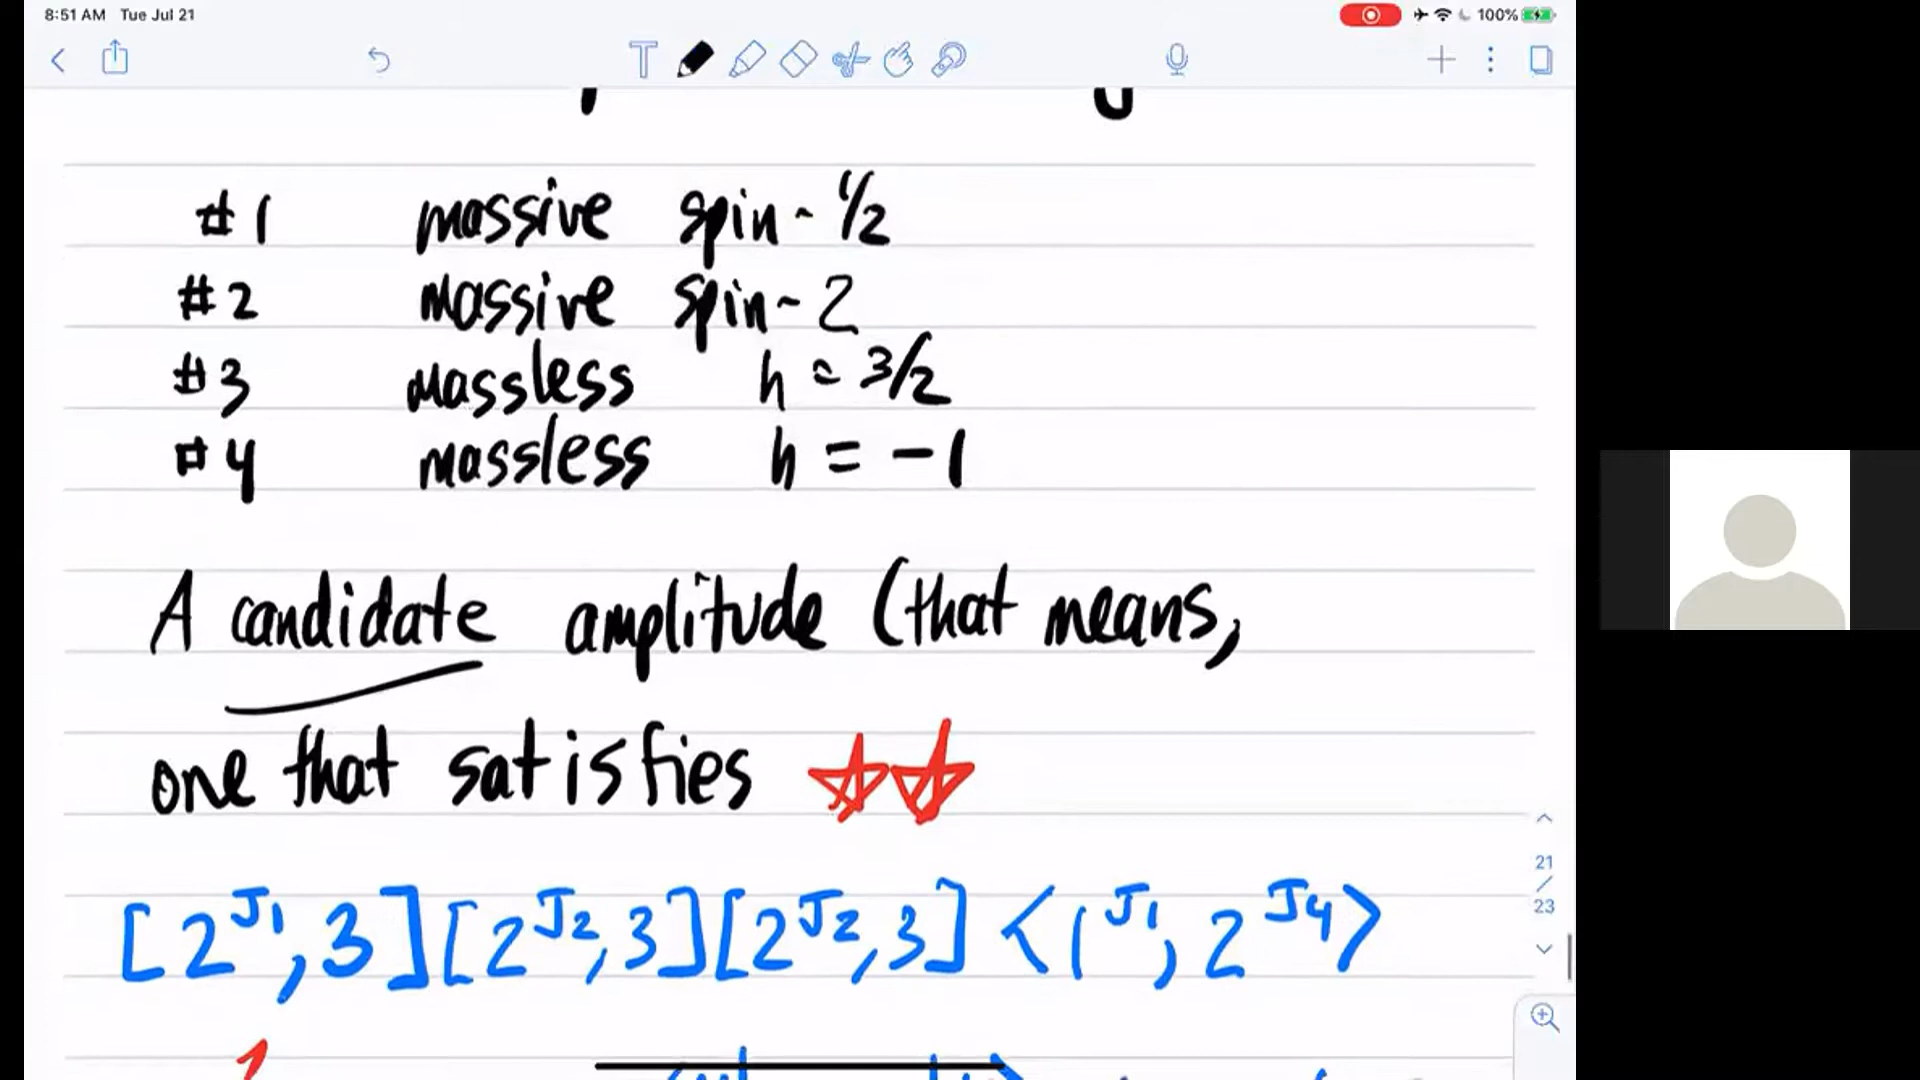 8:51 AM Tue Jul 21
100%
#1 massive spin-1/2
#2 massive spin-2
#3 massless h = 3/2
#4 massless h = -1
A candidate amplitude (that means,
one that satisfies ☆☆
[2^J1, 3][2^J2, 3][2^J2, 3]⟨1^J1, 2^J4⟩
21
/
23